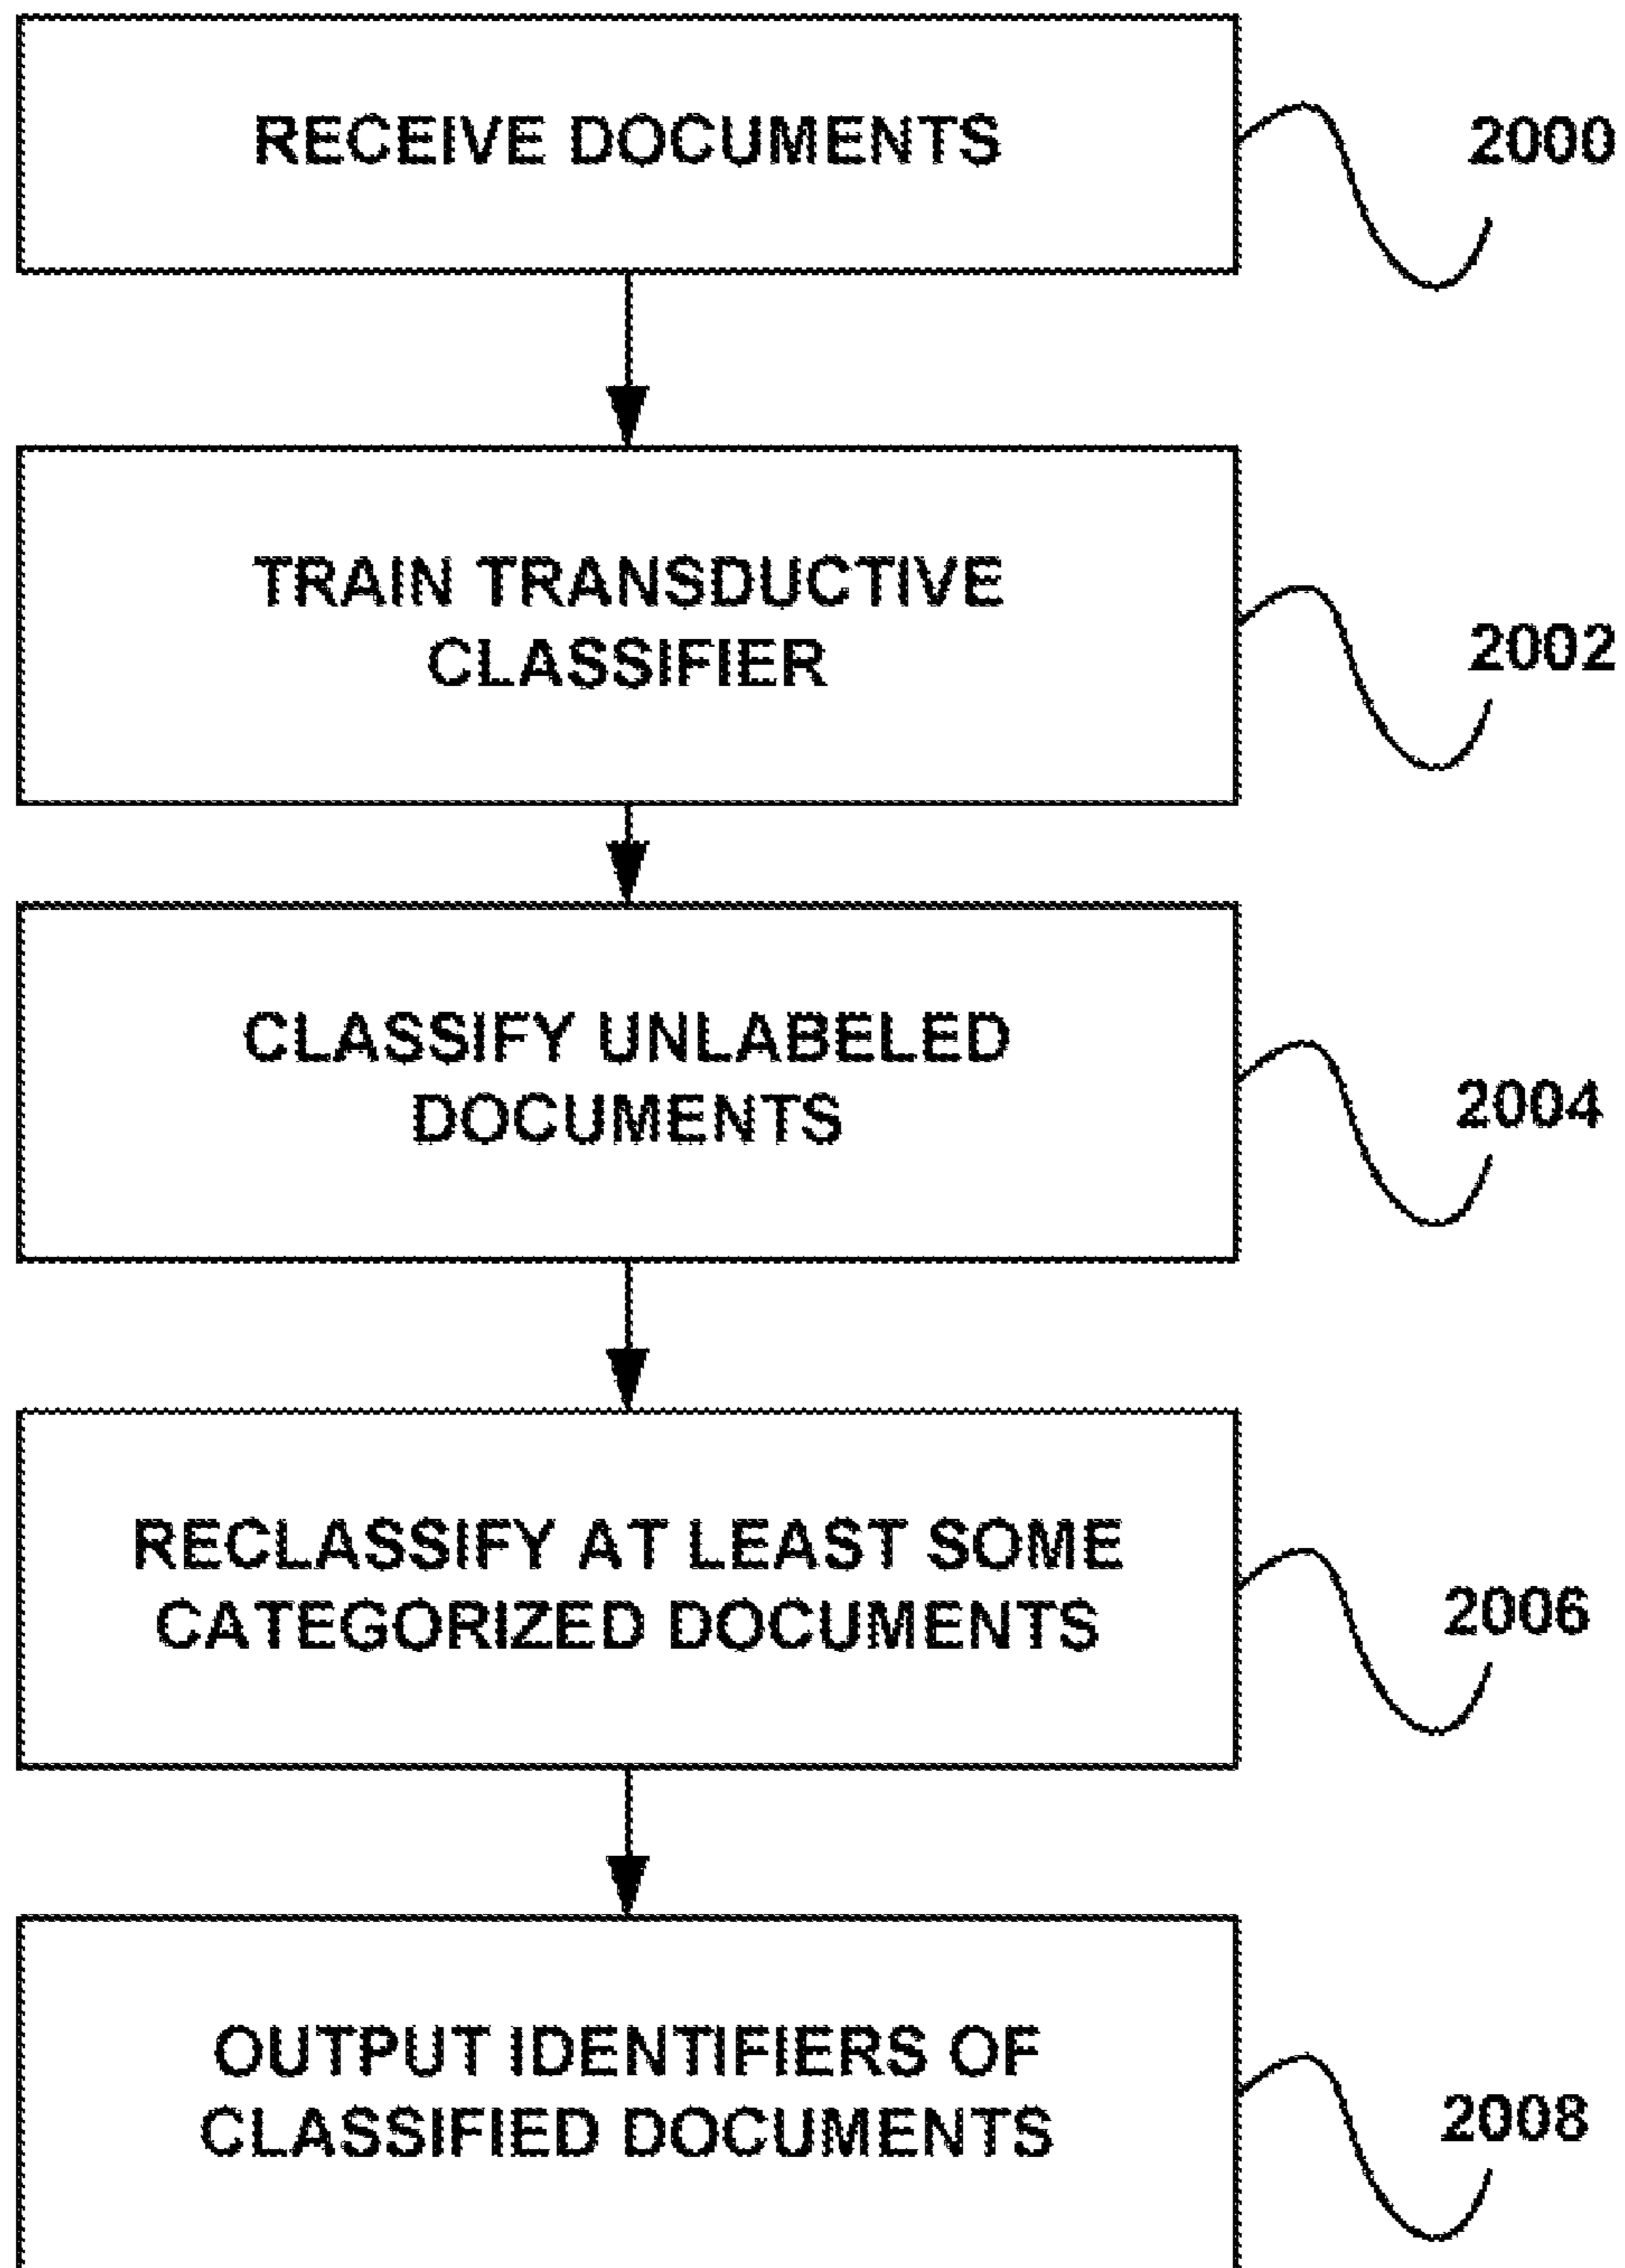 RECEIVE DOCUMENTS
2000
TRAIN TRANSDUCTIVE
CLASSIFIER
2002
CLASSIFY UNLABELED
DOCUMENTS
2004
RECLASSIFY AT LEAST SOME
CATEGORIZED DOCUMENTS
2006
OUTPUT IDENTIFIERS OF
CLASSIFIED DOCUMENTS
2008